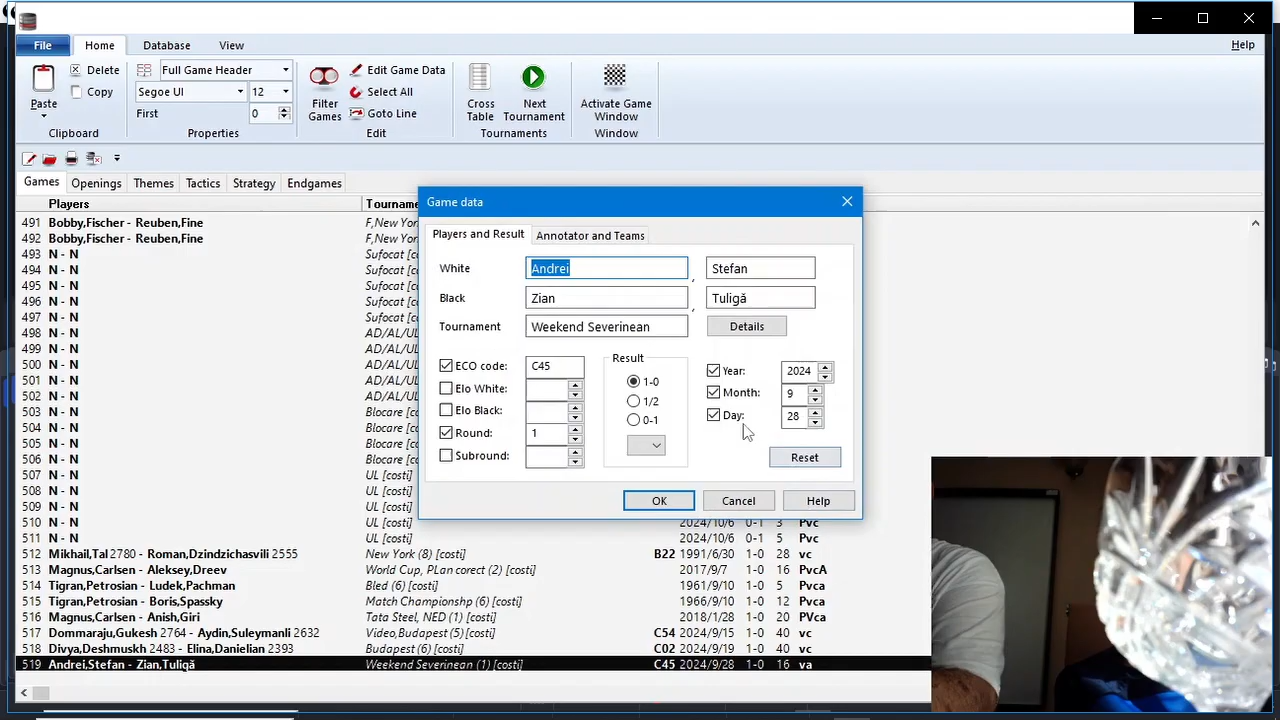 File Home Database View Help
Paste Delete Copy Clipboard
Full Game Header
Segoe UI 12
First 0
Properties
Filter Games
Edit Game Data
Select All
Goto Line
Edit
Cross Table
Next Tournament
Tournaments
Activate Game Window
Window
Games Openings Themes Tactics Strategy Endgames
Players Tourname
491 Bobby,Fischer - Reuben,Fine F,New York
492 Bobby,Fischer - Reuben,Fine F,New York
493 N - N Sufocat [c
494 N - N Sufocat [c
495 N - N Sufocat [c
496 N - N Sufocat [c
497 N - N Sufocat [c
498 N - N AD/AL/UL
499 N - N AD/AL/UL
500 N - N AD/AL/UL
501 N - N AD/AL/UL
502 N - N AD/AL/UL
503 N - N Blocare [c
504 N - N Blocare [c
505 N - N Blocare [c
506 N - N Blocare [c
507 N - N UL [costi]
508 N - N UL [costi]
509 N - N UL [costi]
510 N - N UL [costi] 2024/10/6 0-1 3 Pvc
511 N - N UL [costi] 2024/10/6 0-1 5 Pvc
512 Mikhail,Tal 2780 - Roman,Dzindzichasvili 2555 New York (8) [costi] B22 1991/6/30 1-0 28 vc
513 Magnus,Carlsen - Aleksey,Dreev World Cup, PLan corect (2) [costi] 2017/9/7 1-0 16 PvcA
514 Tigran,Petrosian - Ludek,Pachman Bled (6) [costi] 1961/9/10 1-0 5 Pvca
515 Tigran,Petrosian - Boris,Spassky Match Championshp (6) [costi] 1966/9/10 1-0 12 Pvca
516 Magnus,Carlsen - Anish,Giri Tata Steel, NED (1) [costi] 2018/1/28 1-0 20 PVca
517 Dommaraju,Gukesh 2764 - Aydin,Suleymanli 2632 Video,Budapest (5) [costi] C54 2024/9/15 1-0 40 vc
518 Divya,Deshmuskh 2483 - Elina,Danielian 2393 Budapest (6) [costi] C02 2024/9/19 1-0 40 vc
519 Andrei,Stefan - Zian,Tuligă Weekend Severinean (1) [costi] C45 2024/9/28 1-0 16 va
Game data
Players and Result Annotator and Teams
White Andrei , Stefan
Black Zian , Tuligă
Tournament Weekend Severinean Details
ECO code: C45
Elo White:
Elo Black:
Round: 1
Subround:
Result
1-0
1/2
0-1
Year: 2024
Month: 9
Day: 28
Reset
OK Cancel Help